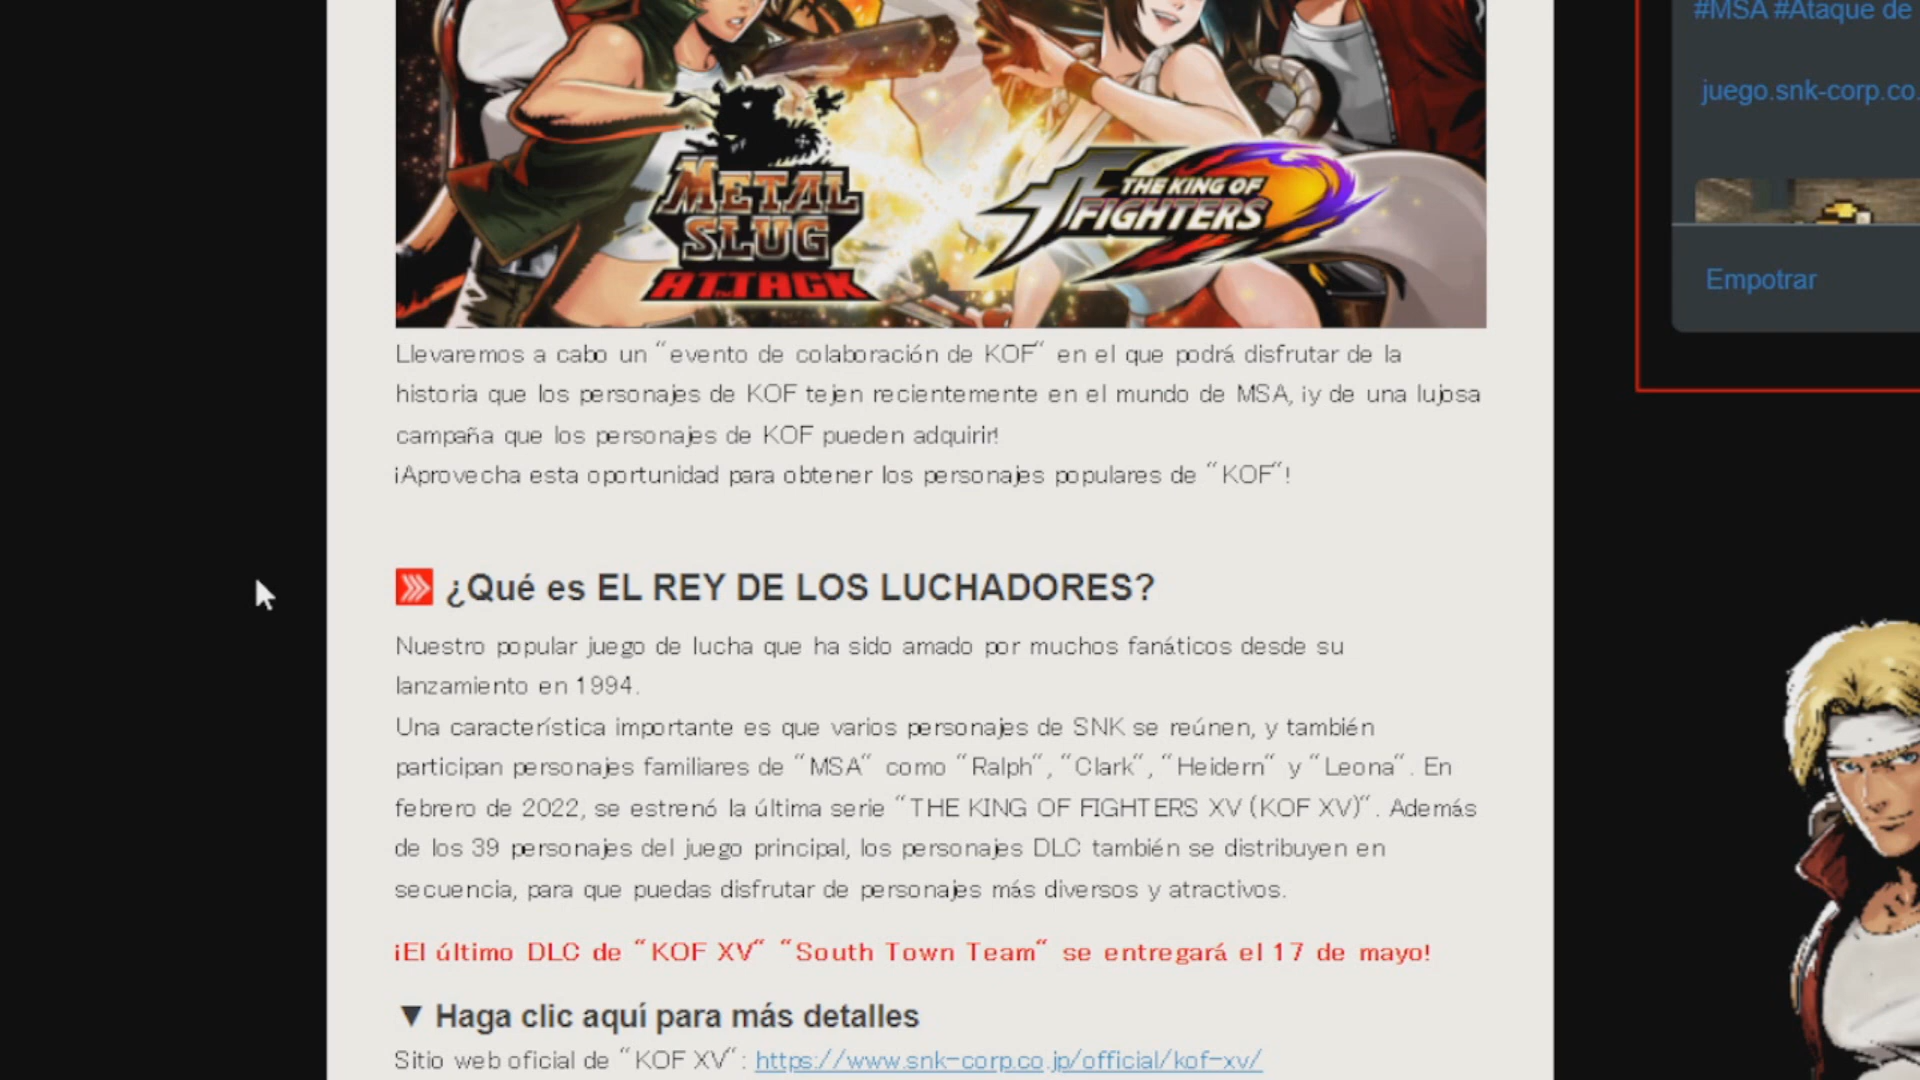 #MSA #Ataque de
juego.snk-corp.co.
METAL
SLUG
ATTACK
THE KING OF
FIGHTERS
Empotrar
Llevaremos a cabo un "evento de colaboración de KOF" en el que podrá disfrutar de la
historia que los personajes de KOF tejen recientemente en el mundo de MSA, ¡y de una lujosa
campaña que los personajes de KOF pueden adquirir!
¡Aprovecha esta oportunidad para obtener los personajes populares de "KOF"!
¿Qué es EL REY DE LOS LUCHADORES?
Nuestro popular juego de lucha que ha sido amado por muchos fanáticos desde su
lanzamiento en 1994.
Una característica importante es que varios personajes de SNK se reúnen, y también
participan personajes familiares de "MSA" como "Ralph", "Clark", "Heidern" y "Leona". En
febrero de 2022, se estrenó la última serie "THE KING OF FIGHTERS XV (KOF XV)". Además
de los 39 personajes del juego principal, los personajes DLC también se distribuyen en
secuencia, para que puedas disfrutar de personajes más diversos y atractivos.
¡El último DLC de "KOF XV" "South Town Team" se entregará el 17 de mayo!
▼ Haga clic aquí para más detalles
Sitio web oficial de "KOF XV": https://www.snk-corp.co.jp/official/kof-xv/